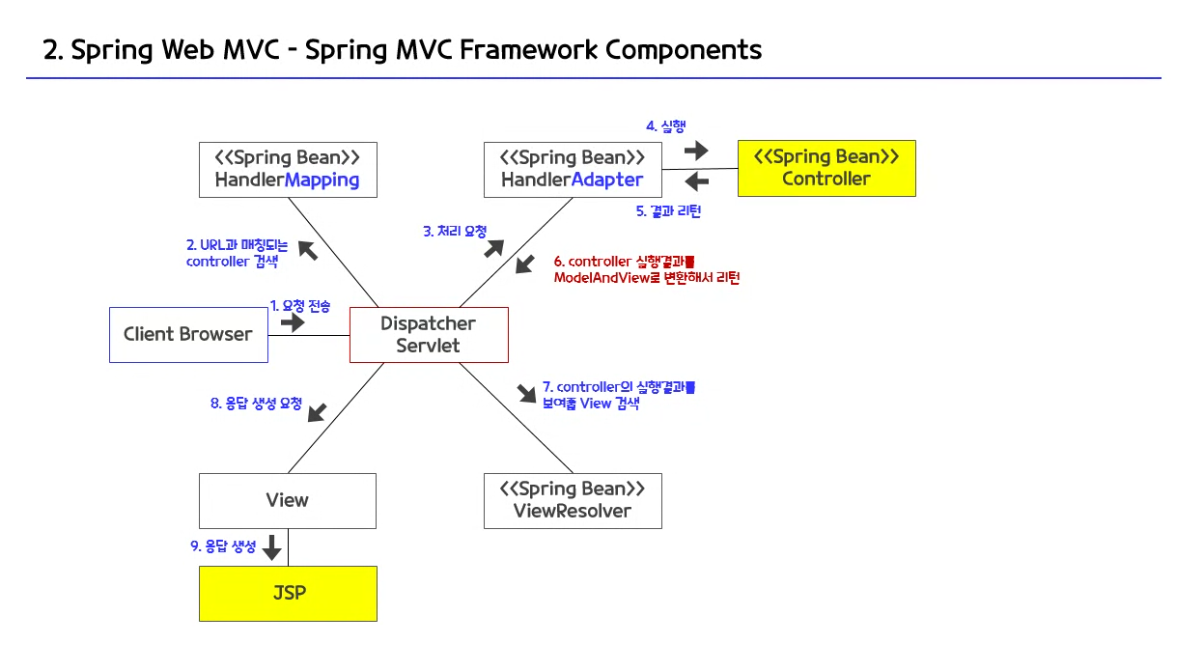 2. Spring Web MVC - Spring MVC Framework Components
4. 실행
<<Spring Bean>>
HandlerMapping
<<Spring Bean>>
HandlerAdapter
<<Spring Bean>>
Controller
5. 결과 리턴
3. 처리 요청
2. URL과 매칭되는
controller 검색
6. controller 실행결과를
ModelAndView로 변환해서 리턴
1. 요청 전송
Client Browser
Dispatcher
Servlet
7. controller의 실행결과를
보여줄 View 검색
8. 응답 생성 요청
View
<<Spring Bean>>
ViewResolver
9. 응답 생성
JSP